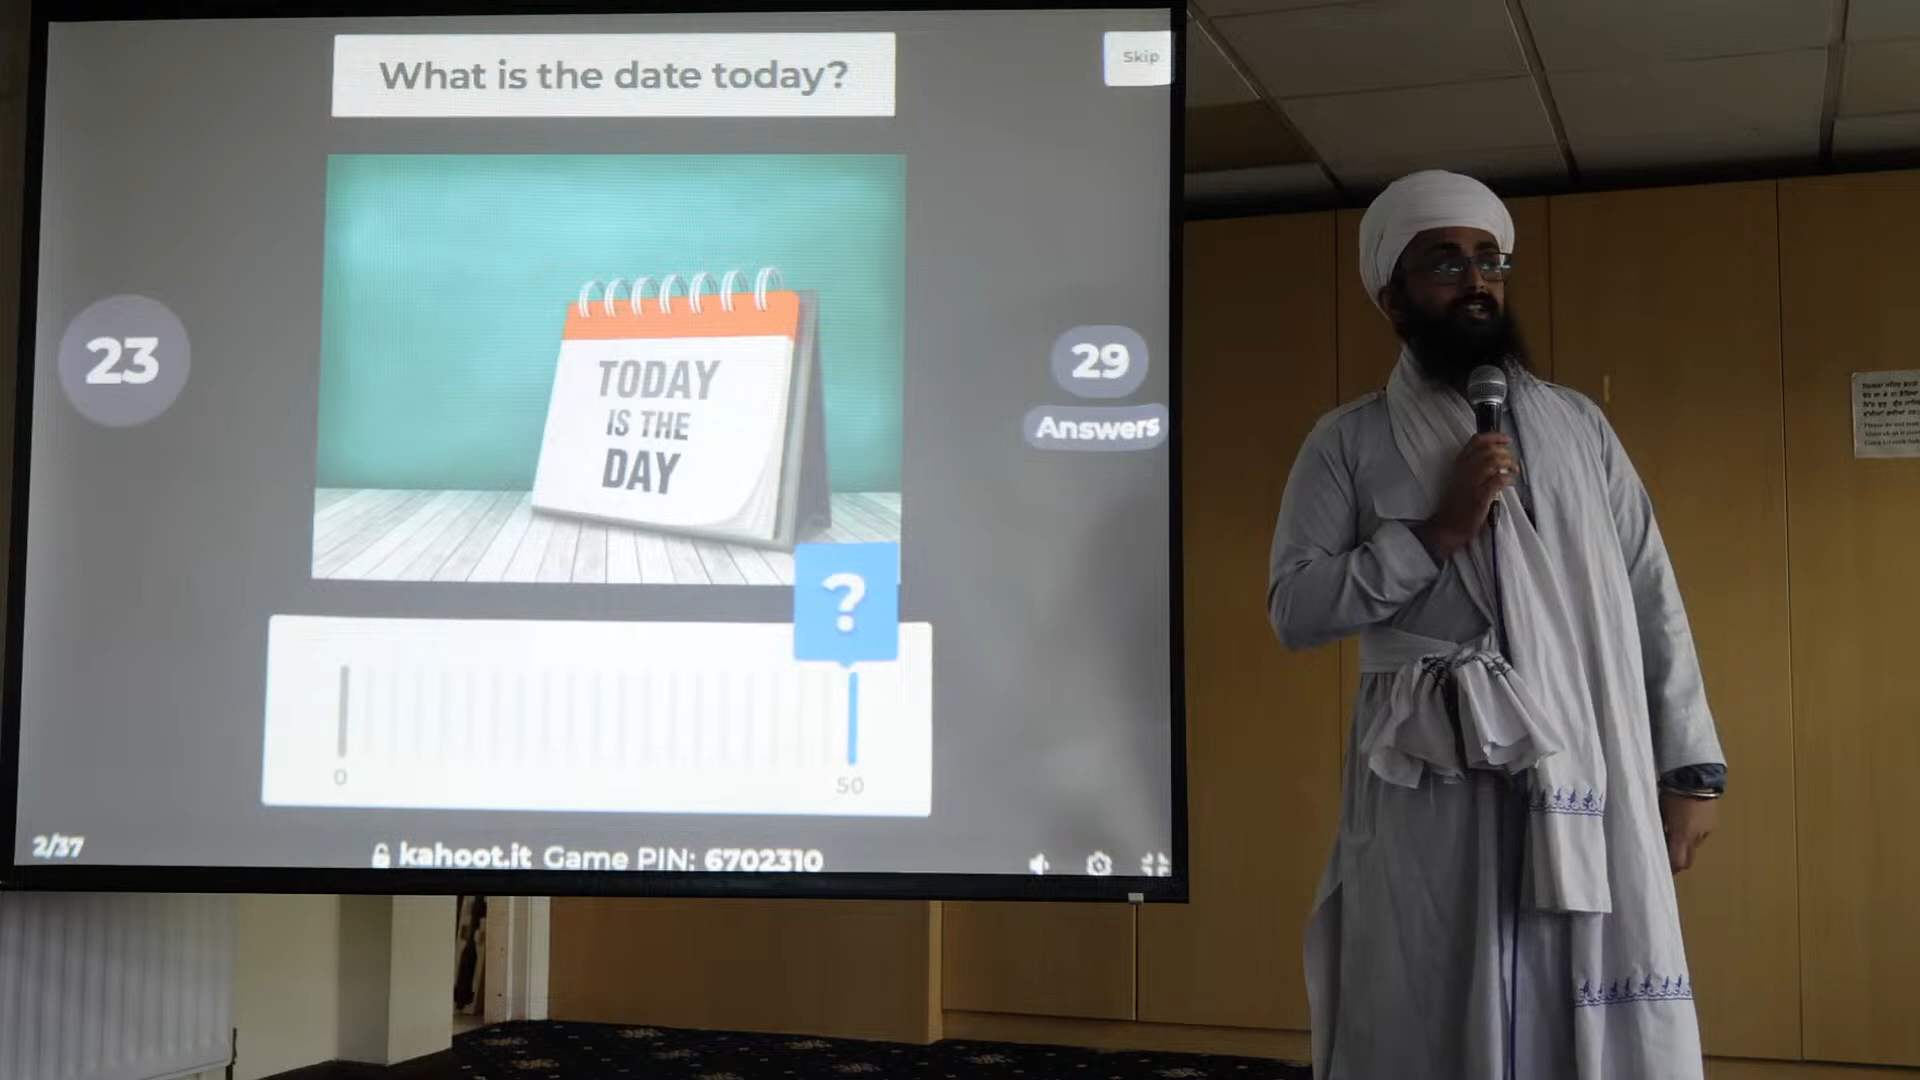 What is the date today?
Skip
23
TODAY
IS THE
DAY
29
Answers
?
0
50
2/37
kahoot.it Game PIN: 6702310